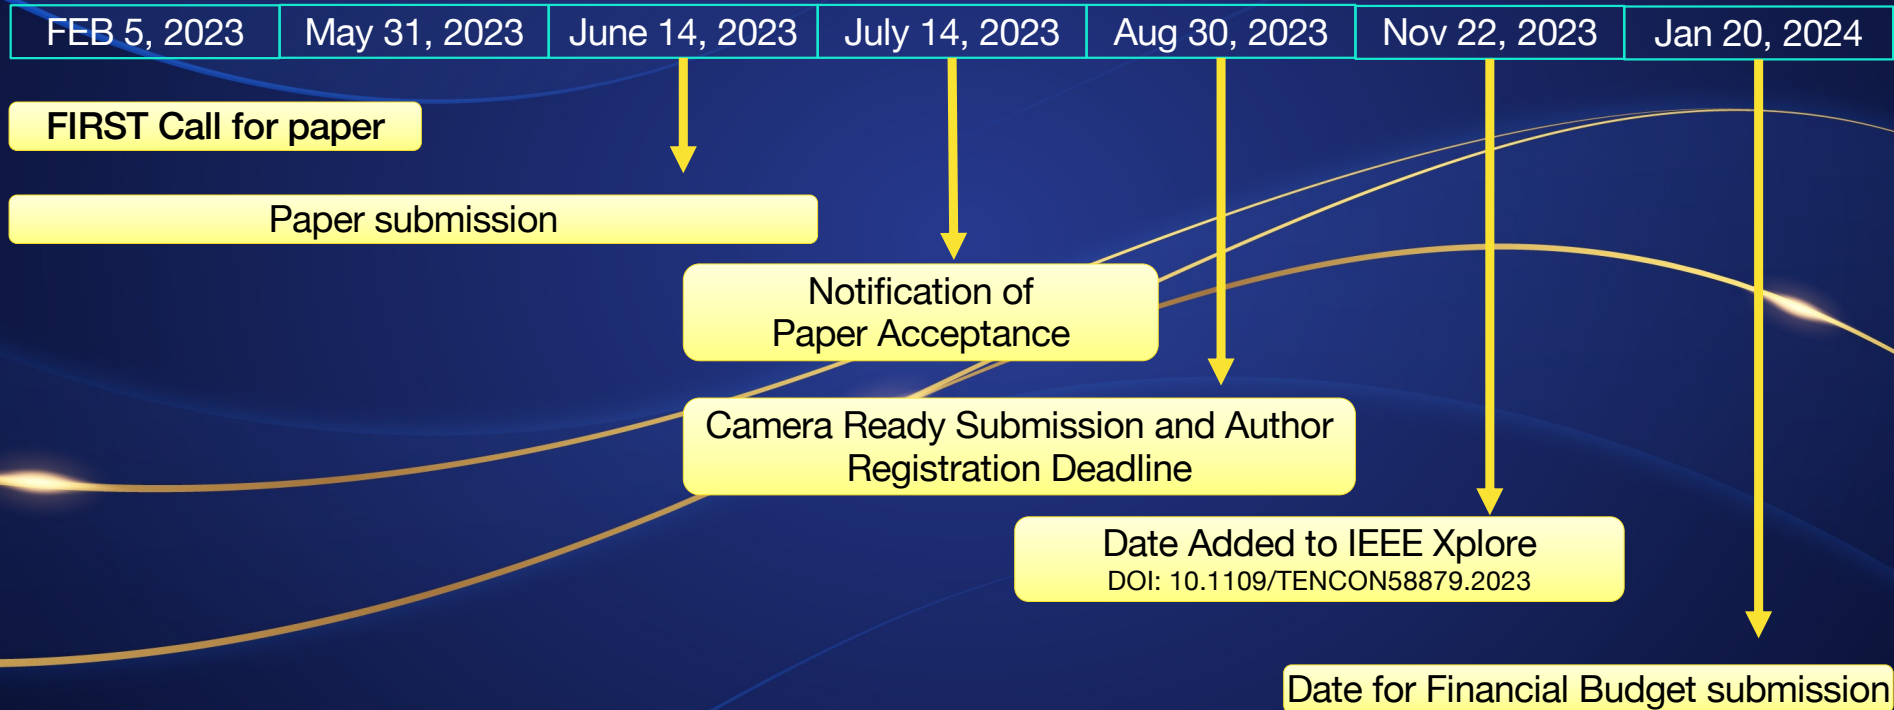 FEB 5, 2023 May 31, 2023 June 14, 2023 July 14, 2023 Aug 30, 2023 Nov 22, 2023 Jan 20, 2024
FIRST Call for paper
Paper submission
Notification of
Paper Acceptance
Camera Ready Submission and Author
Registration Deadline
Date Added to IEEE Xplore
DOI: 10.1109/TENCON58879.2023
Date for Financial Budget submission